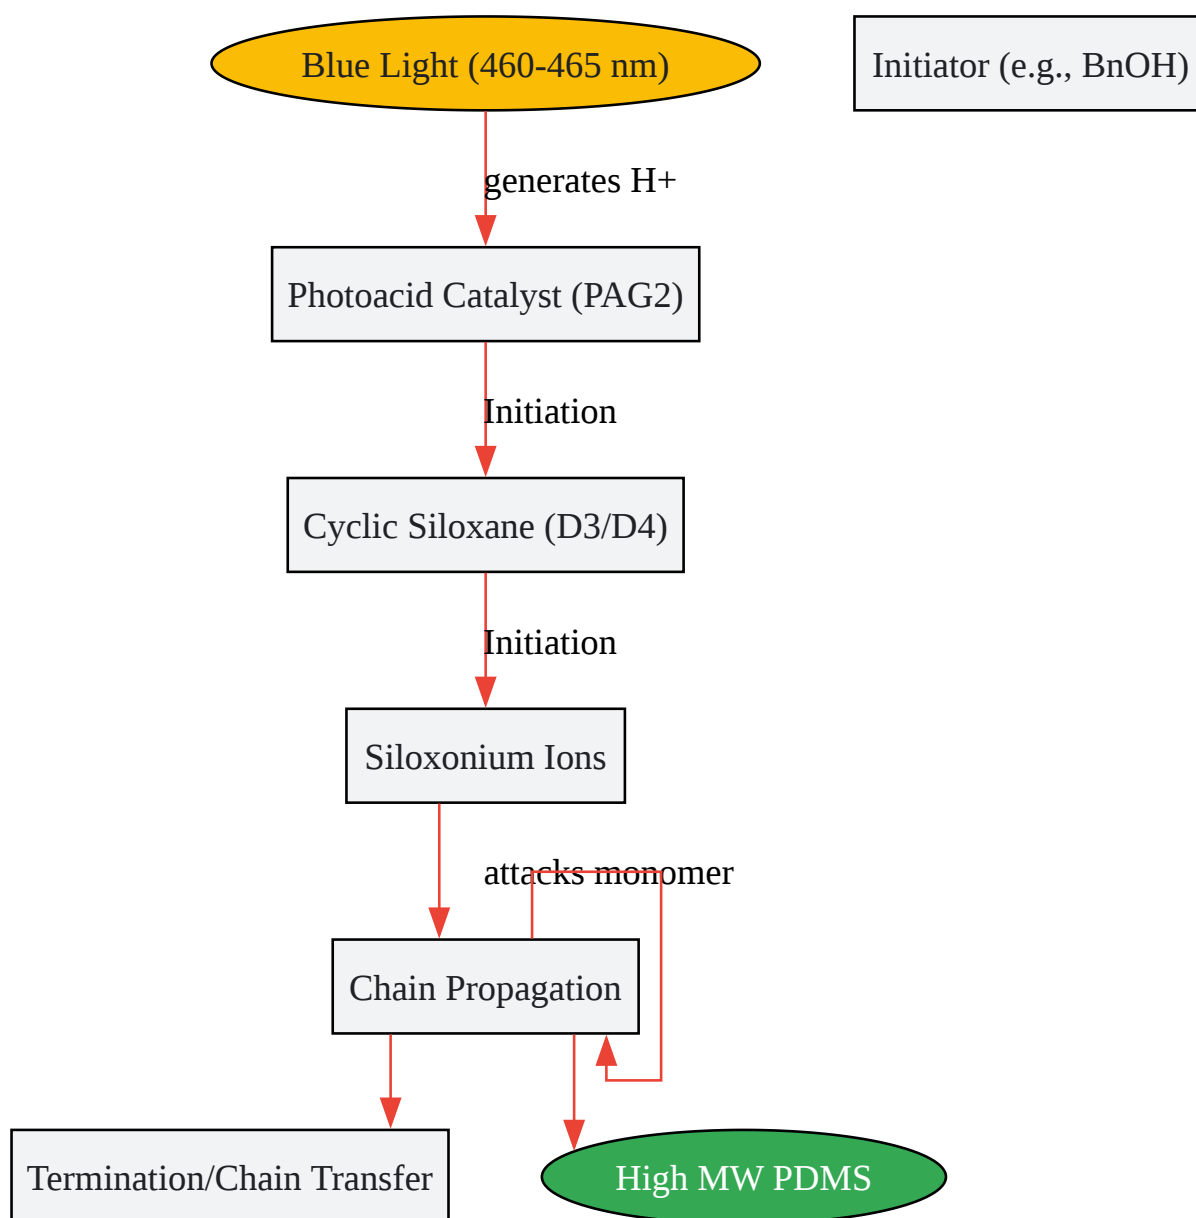 Blue Light (460-465 nm)
Initiator (e.g., BnOH)
generates H+
Photoacid Catalyst (PAG2)
Initiation
Cyclic Siloxane (D3/D4)
Initiation
Siloxonium Ions
attacks monomer
Chain Propagation
Termination/Chain Transfer
High MW PDMS